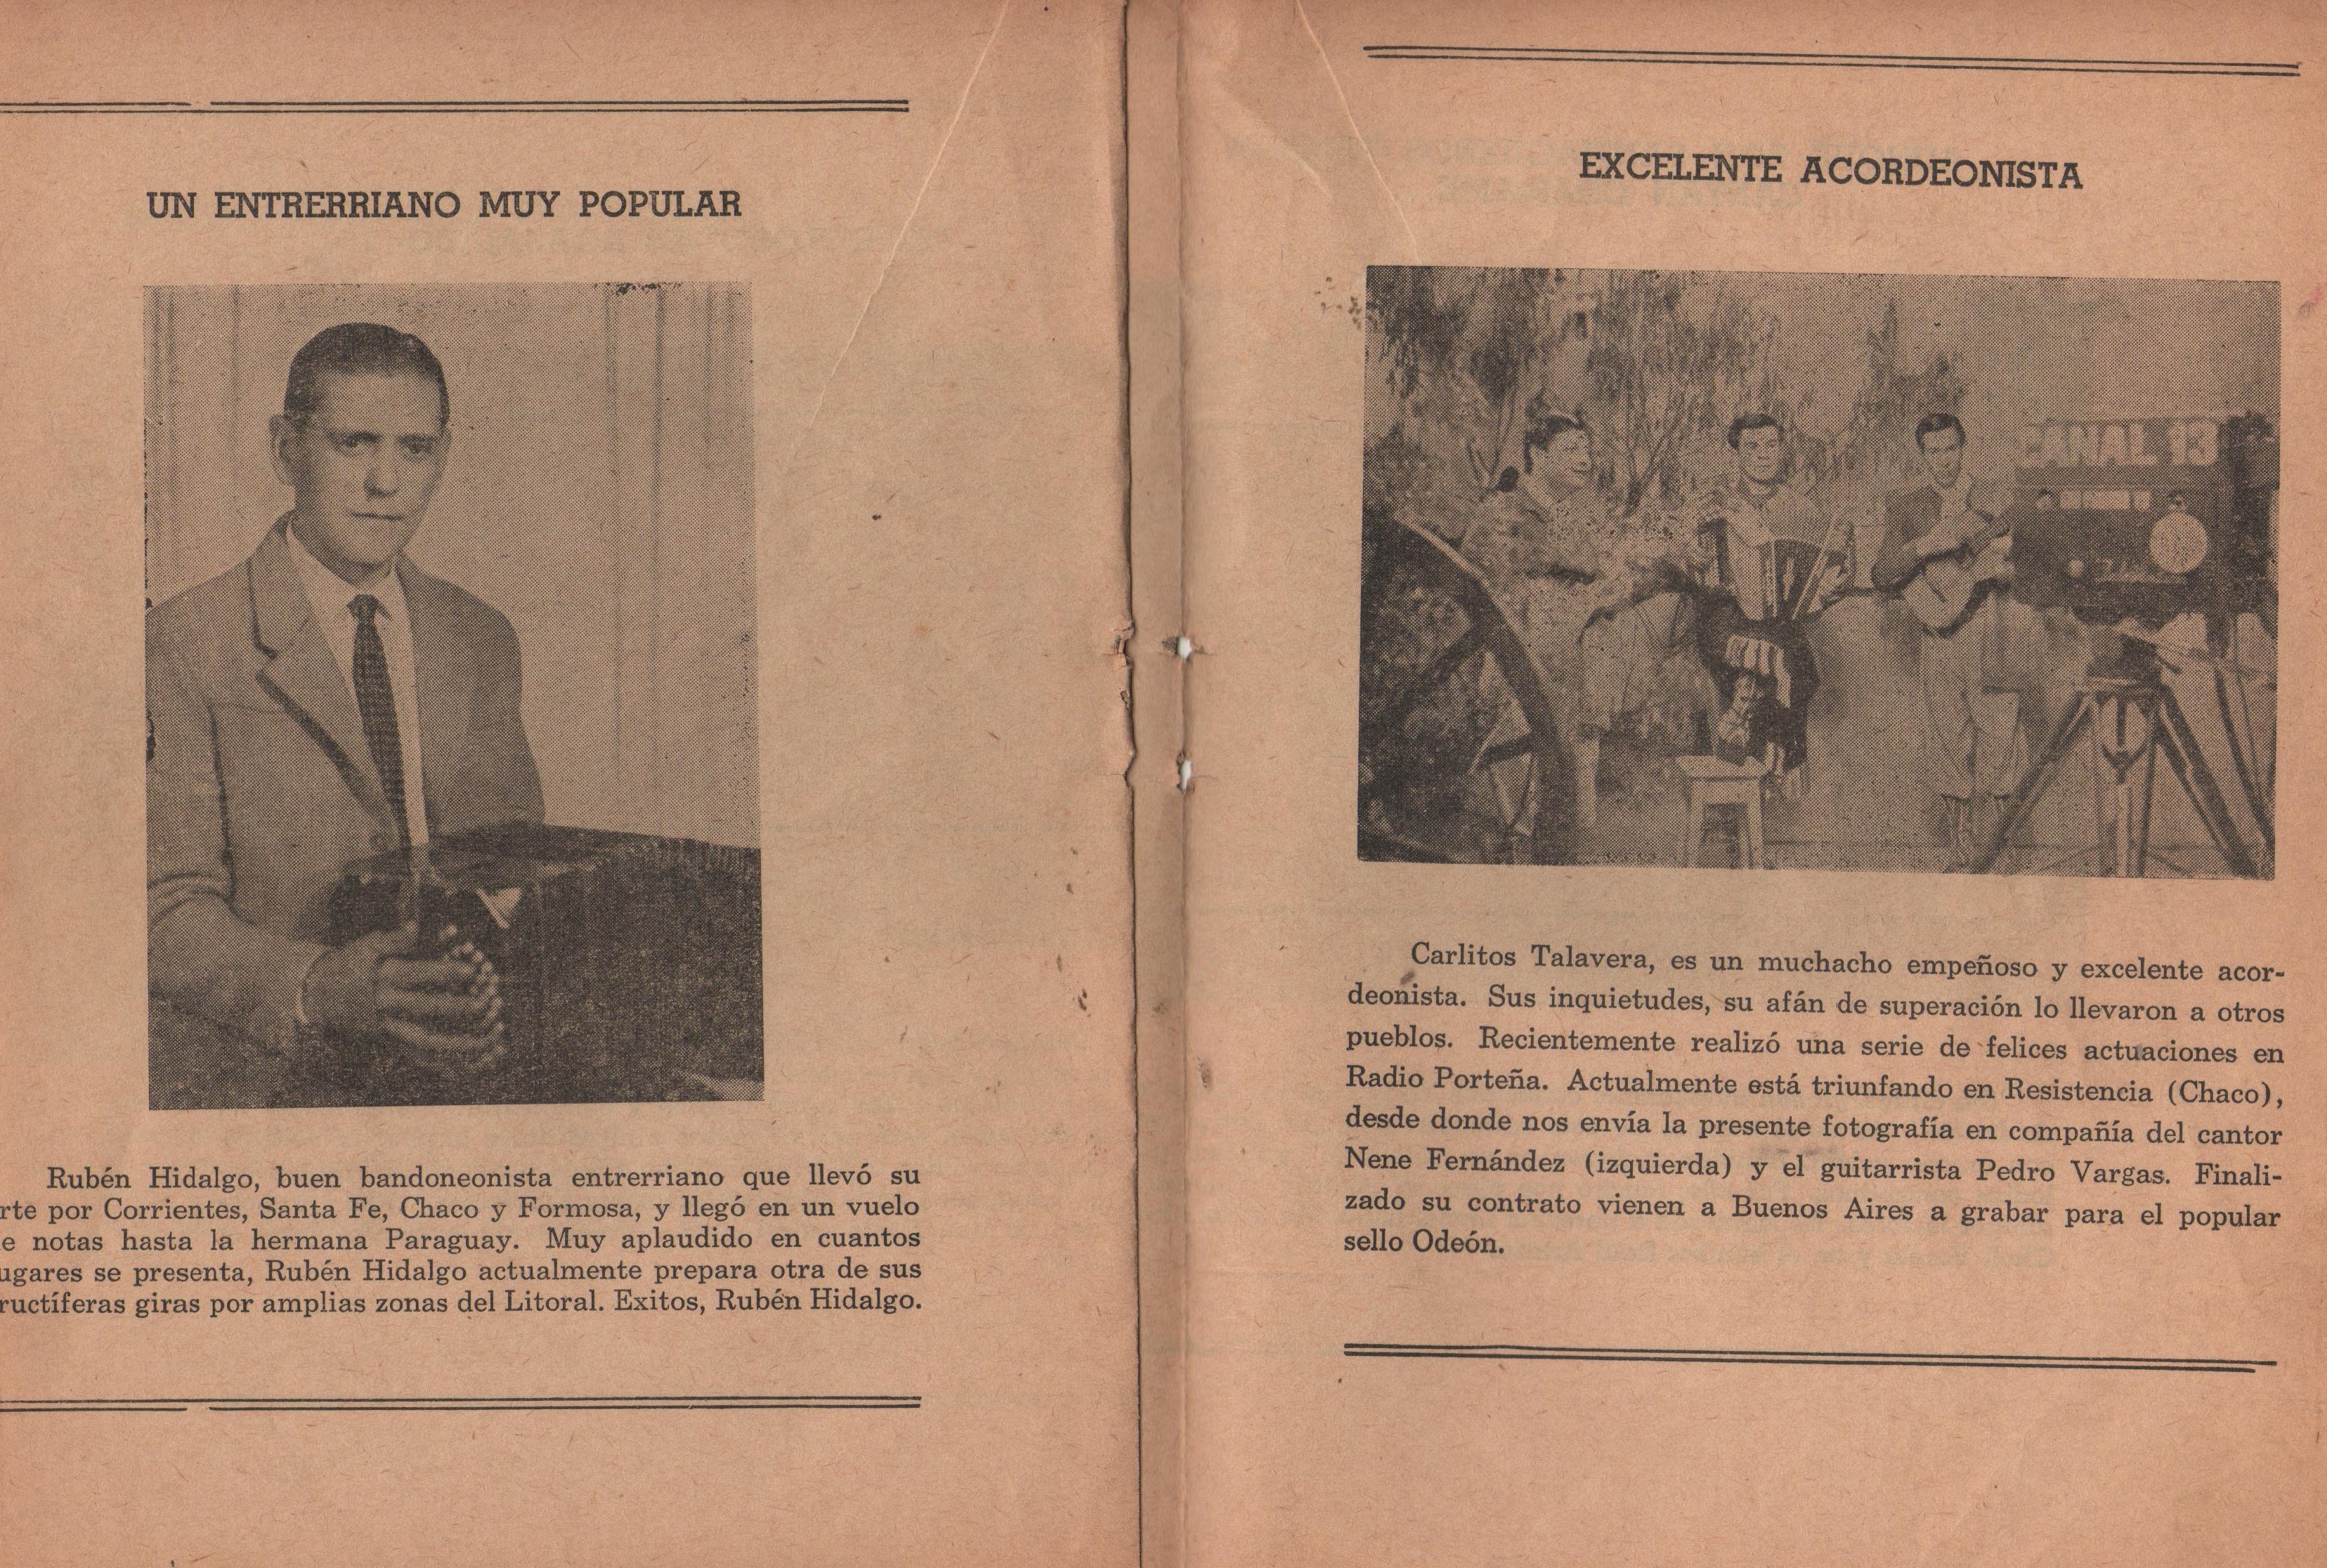 UN ENTRERRIANO MUY POPULAR
Rubén Hidalgo, buen bandoneonista entrerriano que llevó su
rte por Corrientes, Santa Fe, Chaco y Formosa, y llegó en un vuelo
e notas hasta la hermana Paraguay. Muy aplaudido en cuantos
ugares se presenta, Rubén Hidalgo actualmente prepara otra de sus
ructíferas giras por amplias zonas del Litoral. Exitos, Rubén Hidalgo.
EXCELENTE ACORDEONISTA
CANAL 13
Carlitos Talavera, es un muchacho empeñoso y excelente acor-
deonista. Sus inquietudes, su afán de superación lo llevaron a otros
pueblos. Recientemente realizó una serie de felices actuaciones en
Radio Porteña. Actualmente está triunfando en Resistencia (Chaco),
desde donde nos envía la presente fotografía en compañía del cantor
Nene Fernández (izquierda) y el guitarrista Pedro Vargas. Finali-
zado su contrato vienen a Buenos Aires a grabar para el popular
sello Odeón.